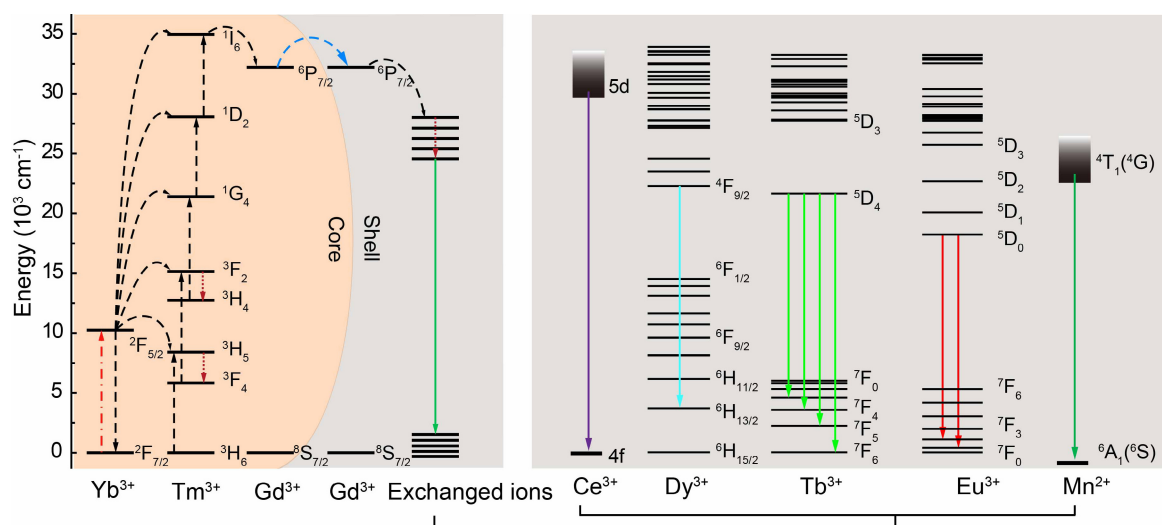 Energy (10³ cm⁻¹)
35
30
25
20
15
10
5
0
¹I₆
⁶P₇/₂
⁶P₇/₂
¹D₂
¹G₄
Core
Shell
³F₂
³H₄
²F₅/₂
³H₅
³F₄
²F₇/₂
³H₆
⁸S₇/₂
⁸S₇/₂
Yb³⁺
Tm³⁺
Gd³⁺
Gd³⁺
Exchanged ions
5d
4f
⁴F₉/₂
⁶F₁/₂
⁶F₉/₂
⁶H₁₁/₂
⁶H₁₃/₂
⁶H₁₅/₂
⁵D₃
⁵D₄
⁷F₀
⁷F₄
⁷F₅
⁷F₆
⁵D₃
⁵D₂
⁵D₁
⁵D₀
⁷F₆
⁷F₃
⁷F₀
⁴T₁(⁴G)
⁶A₁(⁶S)
Ce³⁺
Dy³⁺
Tb³⁺
Eu³⁺
Mn²⁺